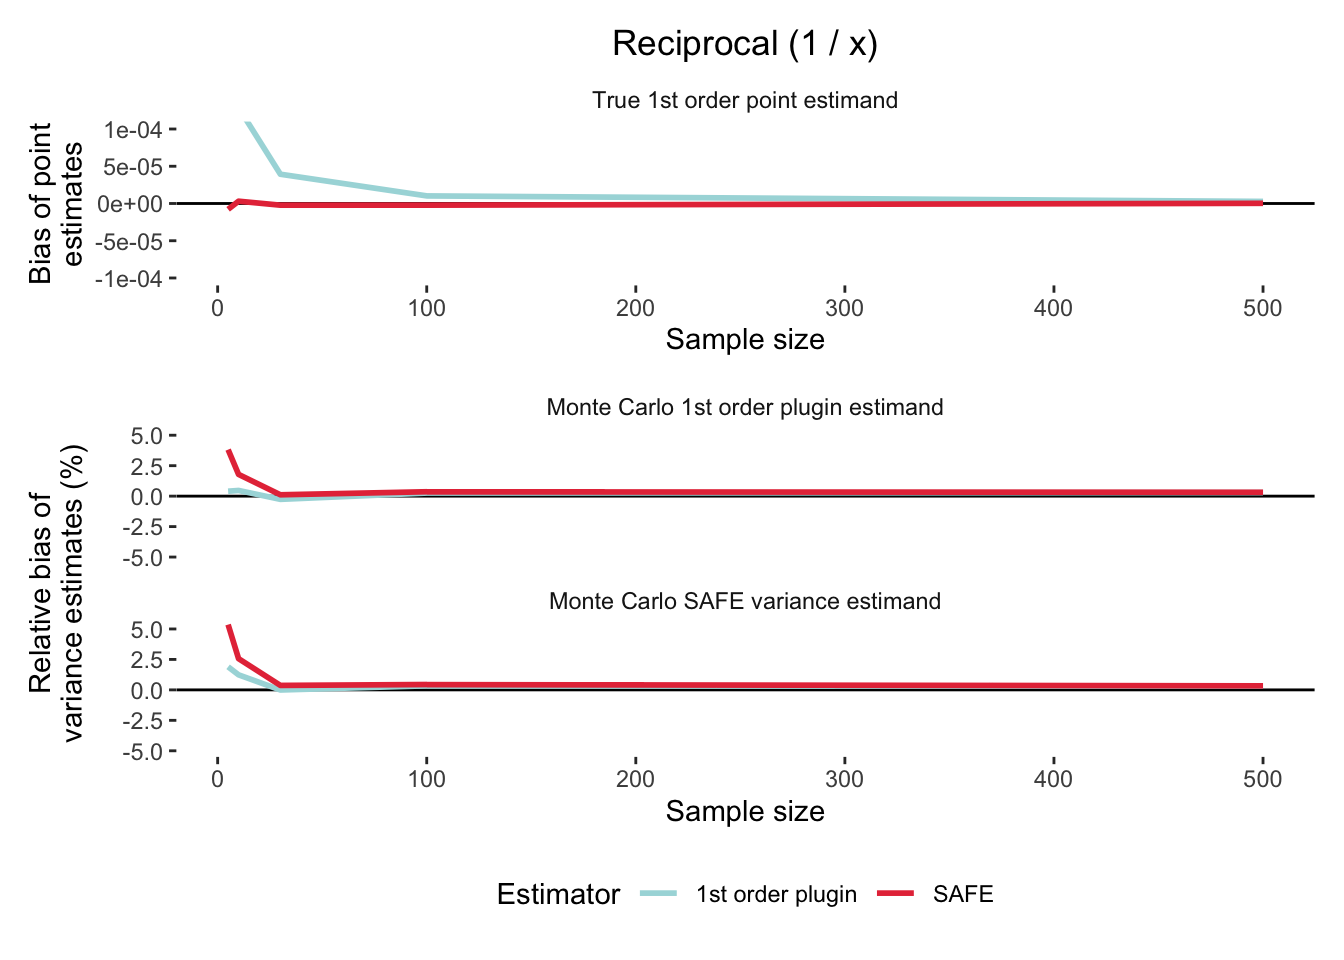 Reciprocal (1 / x)
True 1st order point estimand
Bias of point
estimates
1e-04
5e-05
0e+00
-5e-05
-1e-04
0 100 200 300 400 500
Sample size
Monte Carlo 1st order plugin estimand
Relative bias of
variance estimates (%)
5.0
2.5
0.0
-2.5
-5.0
Monte Carlo SAFE variance estimand
5.0
2.5
0.0
-2.5
-5.0
0 100 200 300 400 500
Sample size
Estimator 1st order plugin SAFE